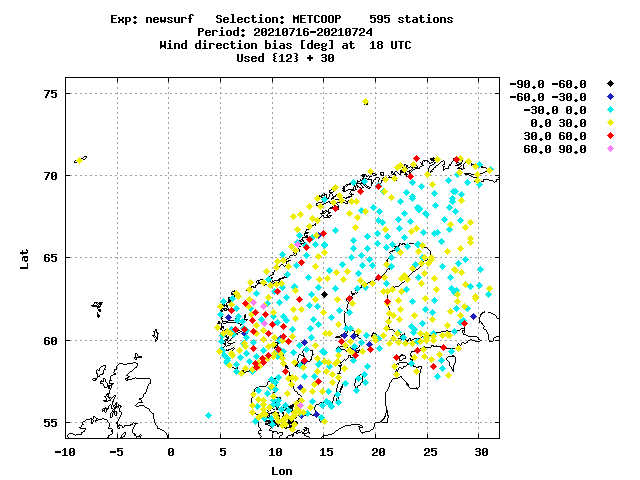 Exp: newsurf   Selection: METCOOP    595 stations
Period: 20210716-20210724
Wind direction bias [deg] at  18 UTC
Used {12} + 30
-90.0 -60.0
-60.0 -30.0
-30.0 0.0
0.0 30.0
30.0 60.0
60.0 90.0
75
70
65
60
55
Lat
-10 -5 0 5 10 15 20 25 30
Lon